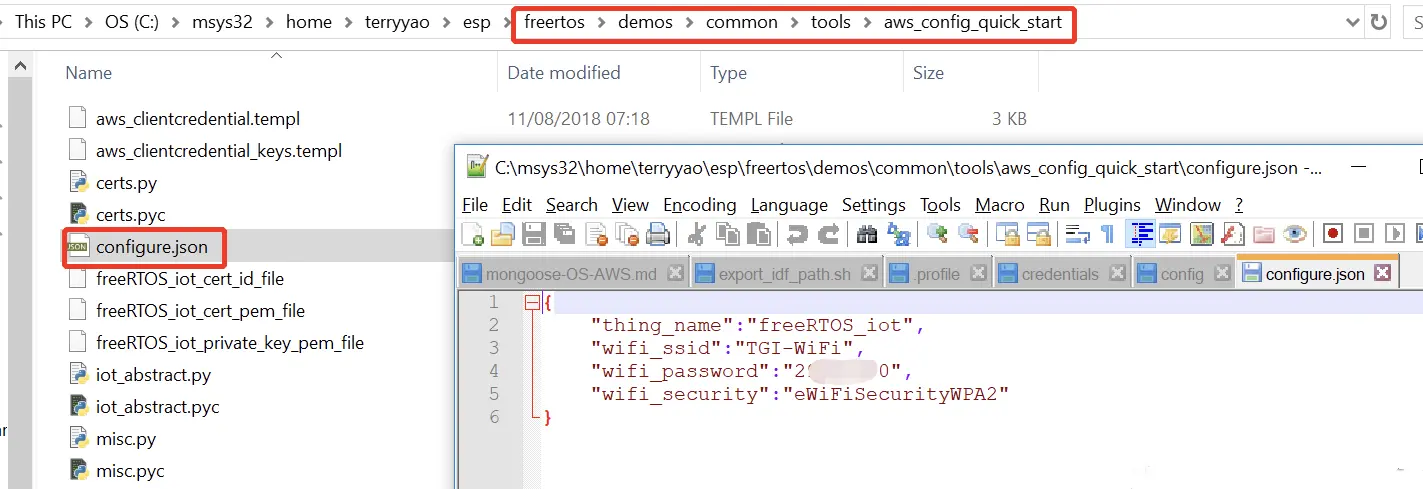 This PC > OS (C:) > msys32 > home > terryyao > esp > freertos > demos > common > tools > aws_config_quick_start
Name Date modified Type Size
aws_clientcredential.templ 11/08/2018 07:18 TEMPL File 3 KB
aws_clientcredential_keys.templ
certs.py
certs.pyc
configure.json
freeRTOS_iot_cert_id_file
freeRTOS_iot_cert_pem_file
freeRTOS_iot_private_key_pem_file
iot_abstract.py
iot_abstract.pyc
misc.py
misc.pyc
C:\msys32\home\terryyao\esp\freertos\demos\common\tools\aws_config_quick_start\configure.json -...
File Edit Search View Encoding Language Settings Tools Macro Run Plugins Window ?
mongoose-OS-AWS.md export_idf_path.sh .profile credentials config configure.json
1 {
2 "thing_name":"freeRTOS_iot",
3 "wifi_ssid":"TGI-WiFi",
4 "wifi_password":"2 0",
5 "wifi_security":"eWiFiSecurityWPA2"
6 }